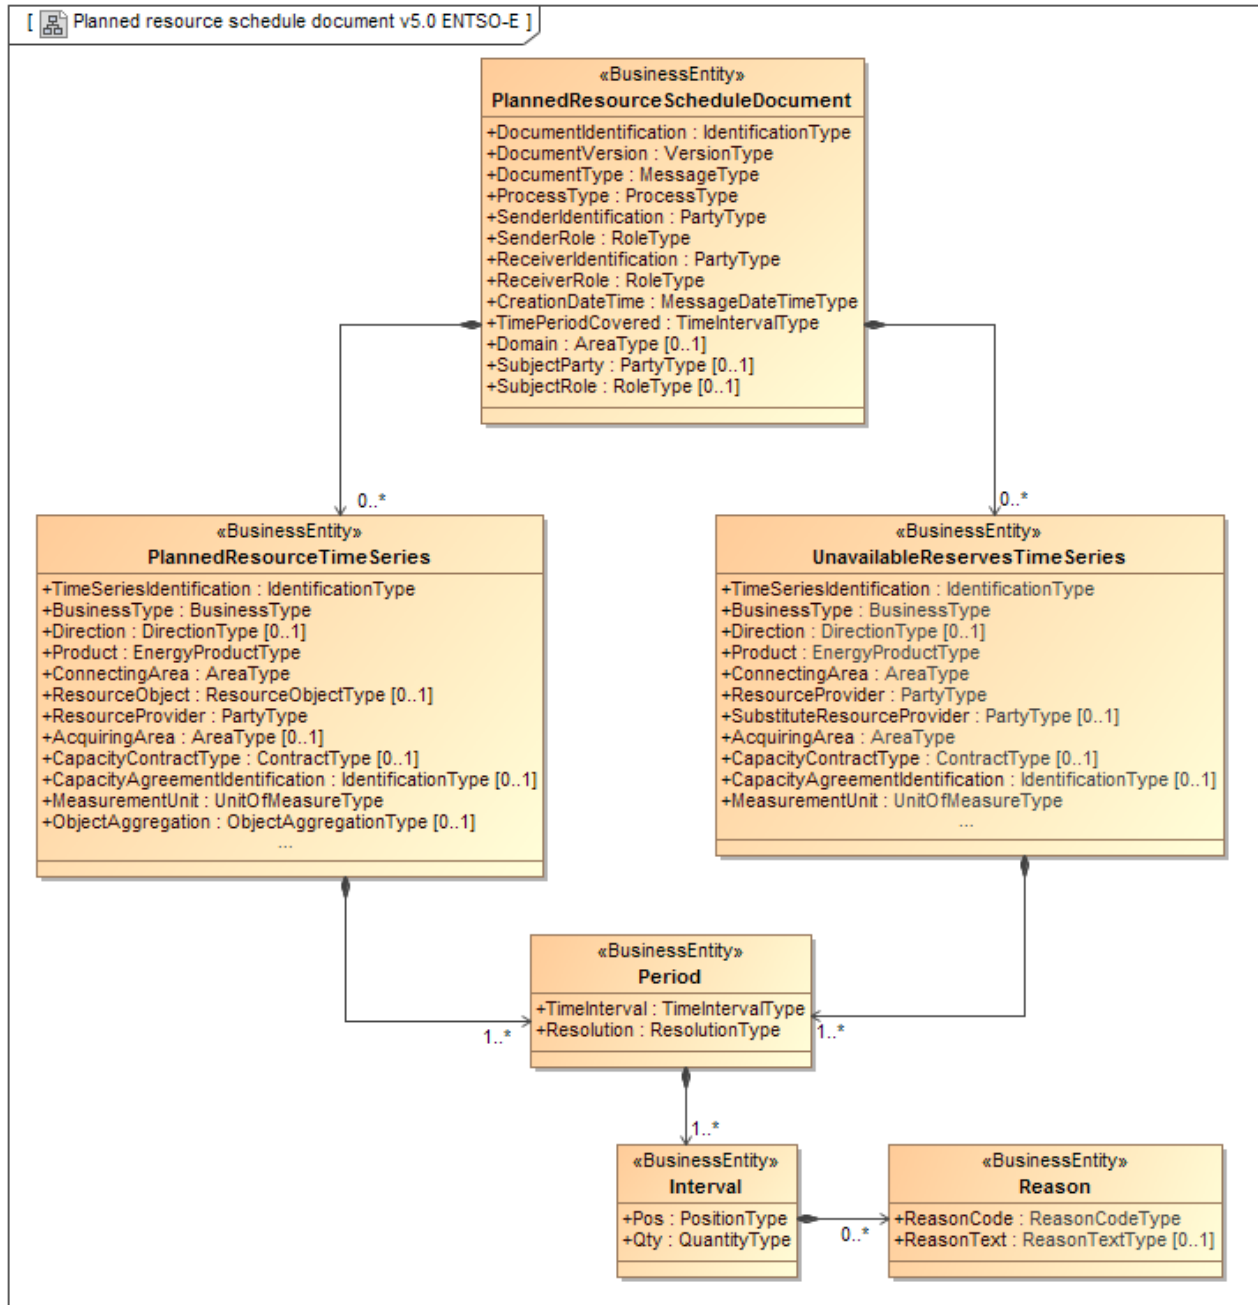 [ Planned resource schedule document v5.0 ENTSO-E ]
«BusinessEntity»
PlannedResourceScheduleDocument
+DocumentIdentification : IdentificationType
+DocumentVersion : VersionType
+DocumentType : MessageType
+ProcessType : ProcessType
+SenderIdentification : PartyType
+SenderRole : RoleType
+ReceiverIdentification : PartyType
+ReceiverRole : RoleType
+CreationDateTime : MessageDateTimeType
+TimePeriodCovered : TimeIntervalType
+Domain : AreaType [0..1]
+SubjectParty : PartyType [0..1]
+SubjectRole : RoleType [0..1]
0..*
0..*
«BusinessEntity»
PlannedResourceTimeSeries
+TimeSeriesIdentification : IdentificationType
+BusinessType : BusinessType
+Direction : DirectionType [0..1]
+Product : EnergyProductType
+ConnectingArea : AreaType
+ResourceObject : ResourceObjectType [0..1]
+ResourceProvider : PartyType
+AcquiringArea : AreaType [0..1]
+CapacityContractType : ContractType [0..1]
+CapacityAgreementIdentification : IdentificationType [0..1]
+MeasurementUnit : UnitOfMeasureType
+ObjectAggregation : ObjectAggregationType [0..1]
...
«BusinessEntity»
UnavailableReservesTimeSeries
+TimeSeriesIdentification : IdentificationType
+BusinessType : BusinessType
+Direction : DirectionType [0..1]
+Product : EnergyProductType
+ConnectingArea : AreaType
+ResourceProvider : PartyType
+SubstituteResourceProvider : PartyType [0..1]
+AcquiringArea : AreaType
+CapacityContractType : ContractType [0..1]
+CapacityAgreementIdentification : IdentificationType [0..1]
+MeasurementUnit : UnitOfMeasureType
...
«BusinessEntity»
Period
+TimeInterval : TimeIntervalType
+Resolution : ResolutionType
1..*
1..*
1..*
«BusinessEntity»
Interval
+Pos : PositionType
+Qty : QuantityType
0..*
«BusinessEntity»
Reason
+ReasonCode : ReasonCodeType
+ReasonText : ReasonTextType [0..1]